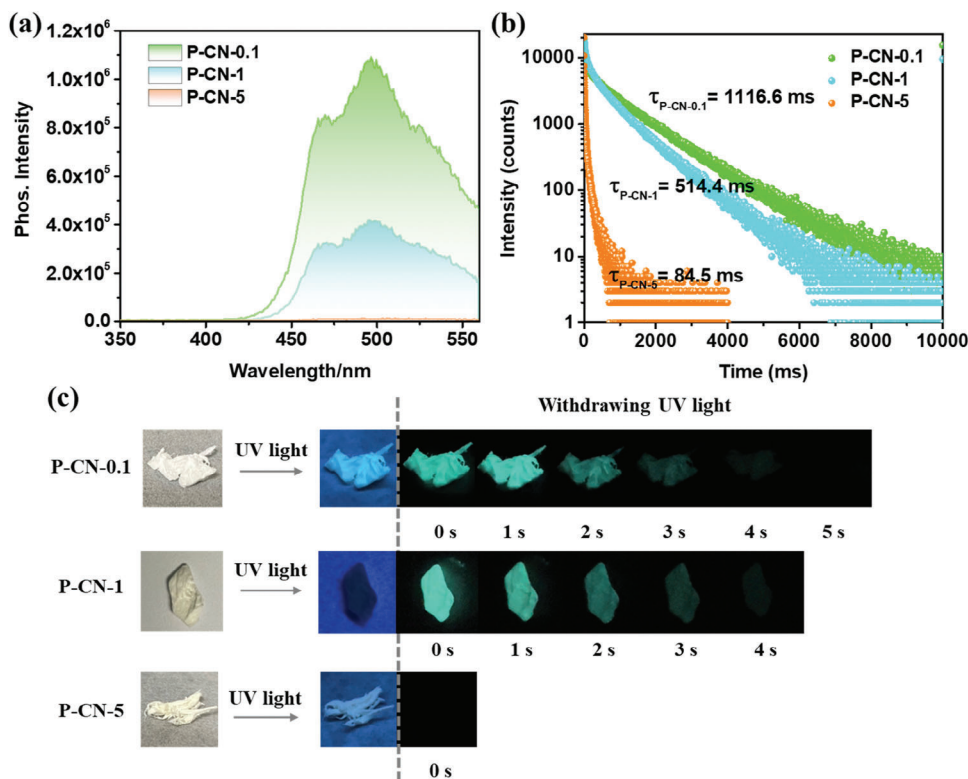 (a)
1.2x10⁶
1.0x10⁶
8.0x10⁵
6.0x10⁵
4.0x10⁵
2.0x10⁵
0.0
Phos. Intensity
P-CN-0.1
P-CN-1
P-CN-5
350 400 450 500 550
Wavelength/nm
(b)
10000
1000
100
10
1
Intensity (counts)
P-CN-0.1
P-CN-1
P-CN-5
τP-CN-0.1= 1116.6 ms
τP-CN-1= 514.4 ms
τP-CN-5= 84.5 ms
0 2000 4000 6000 8000 10000
Time (ms)
(c)
Withdrawing UV light
P-CN-0.1
UV light
0 s 1 s 2 s 3 s 4 s 5 s
P-CN-1
UV light
0 s 1 s 2 s 3 s 4 s
P-CN-5
UV light
0 s